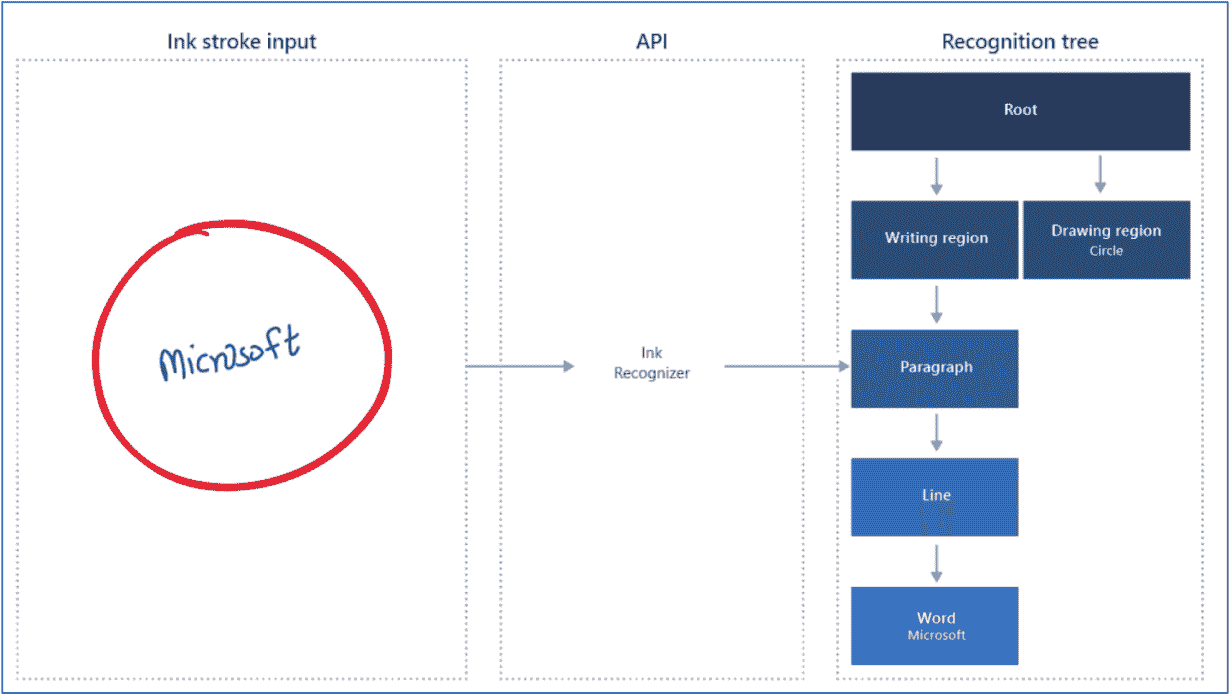 Ink stroke input
API
Recognition tree
Microsoft
Ink
Recognizer
Root
Writing region
Drawing region
Circle
Paragraph
Line
Word
Microsoft